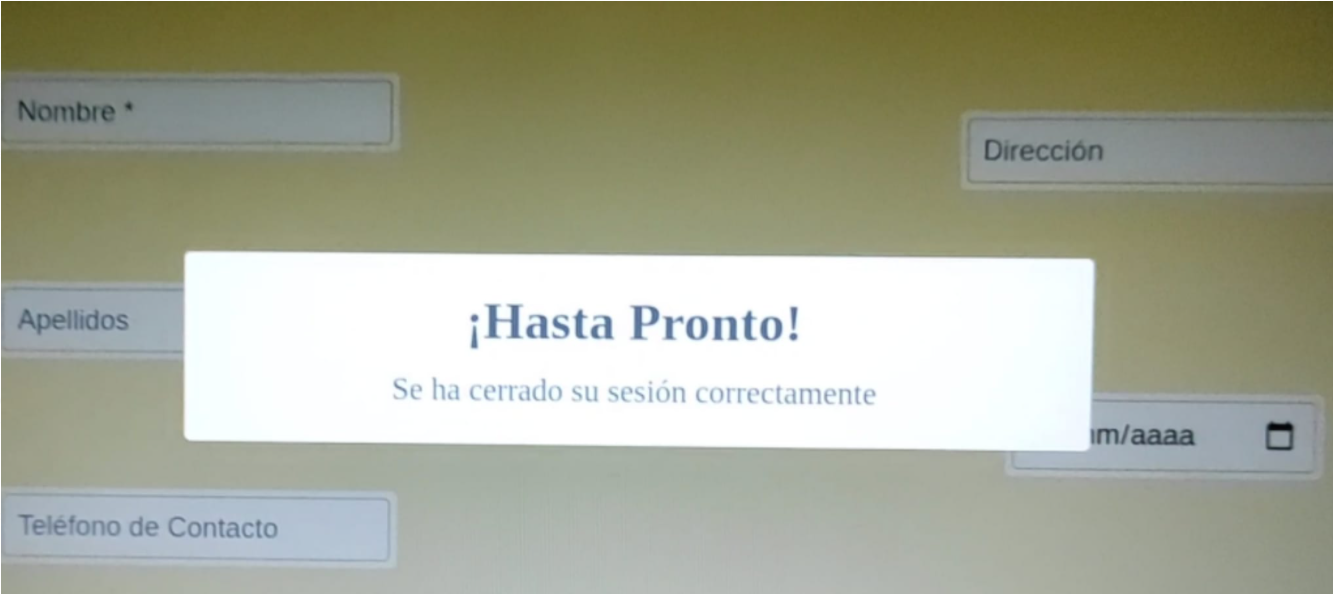 Nombre *
Dirección
Apellidos
¡Hasta Pronto!
Se ha cerrado su sesión correctamente
/aaaa
Teléfono de Contacto